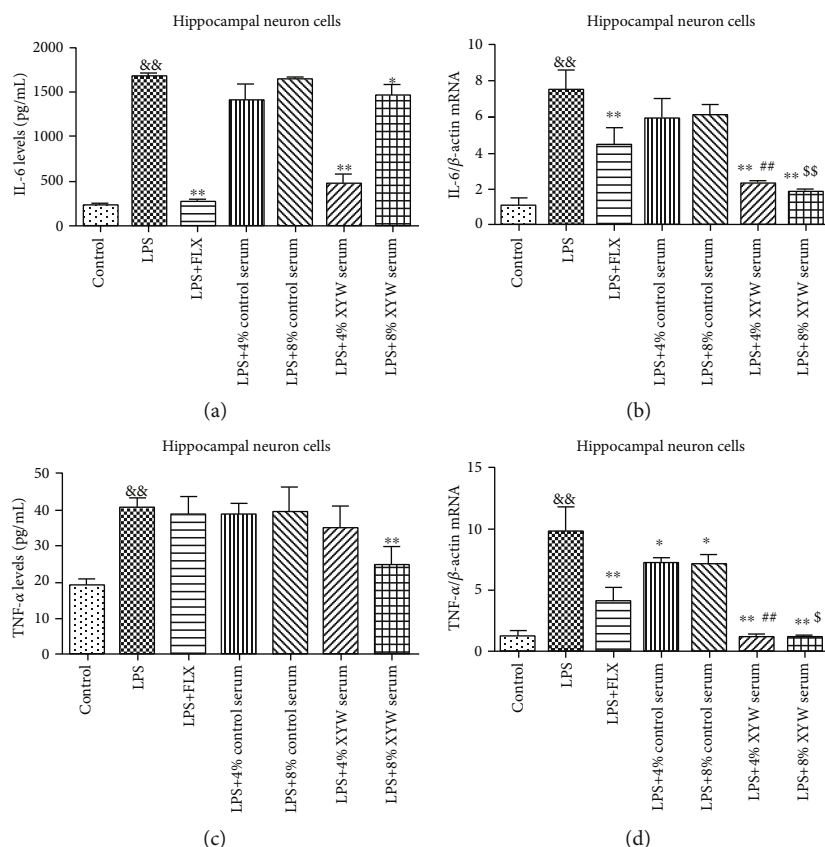 Hippocampal neuron cells
IL-6 levels (pg/mL)
2000
1500
1000
500
0
&&
**
**
*
Control
LPS
LPS+FLX
LPS+4% control serum
LPS+8% control serum
LPS+4% XYW serum
LPS+8% XYW serum
(a)
Hippocampal neuron cells
IL-6/β-actin mRNA
10
8
6
4
2
0
&&
**
** ##
** $$
Control
LPS
LPS+FLX
LPS+4% control serum
LPS+8% control serum
LPS+4% XYW serum
LPS+8% XYW serum
(b)
Hippocampal neuron cells
TNF-α levels (pg/mL)
50
40
30
20
10
0
&&
**
Control
LPS
LPS+FLX
LPS+4% control serum
LPS+8% control serum
LPS+4% XYW serum
LPS+8% XYW serum
(c)
Hippocampal neuron cells
TNF-α/β-actin mRNA
15
10
5
0
&&
**
*
*
** ##
** $
Control
LPS
LPS+FLX
LPS+4% control serum
LPS+8% control serum
LPS+4% XYW serum
LPS+8% XYW serum
(d)